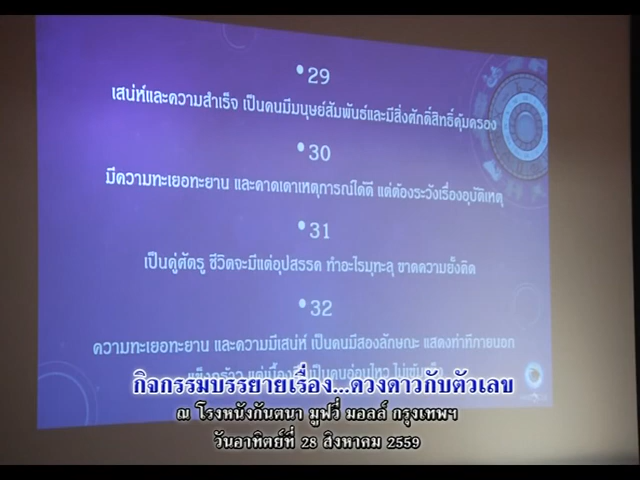 • 29
เสน่ห์และความสำเร็จ เป็นคนมีมนุษย์สัมพันธ์และมีสิ่งศักดิ์สิทธิ์คุ้มครอง
• 30
มีความทะเยอทะยาน และคาดเดาเหตุการณ์ได้ดี แต่ต้องระวังเรื่องอุบัติเหตุ
• 31
เป็นคู่ศัตรู ชีวิตจะมีแต่อุปสรรค ทำอะไรมุทะลุ ขาดความยั้งคิด
• 32
ความทะเยอทะยาน และความมีเสน่ห์ เป็นคนมีสองลักษณะ แสดงท่าทีภายนอก
เป็นคนอ่อนไหว
กิจกรรมบรรยายเรื่อง...ดวงดาวกับตัวเลข
ณ โรงหนังกันตนา มูฟวี่ มอลล์ กรุงเทพฯ
วันอาทิตย์ที่ 28 สิงหาคม 2559